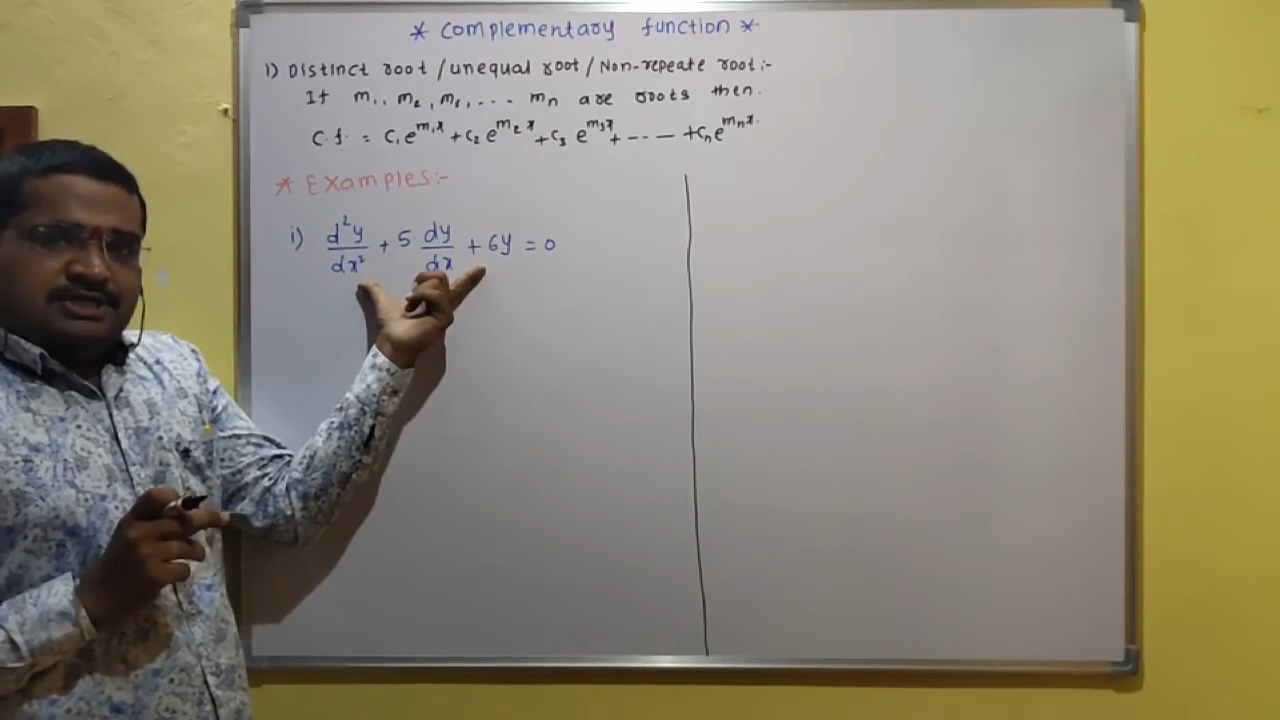 * Complementary function *
1) Distinct root / unequal root / Non-repeate root :-
If m₁, m₂, m₃, .... mn are roots then.
C.f. = C₁e^m₁x + C₂e^m₂x + C₃e^m₃x + ----- + Cne^mnx.
* Examples:-
i) d²y/dx² + 5 dy/dx + 6y = 0